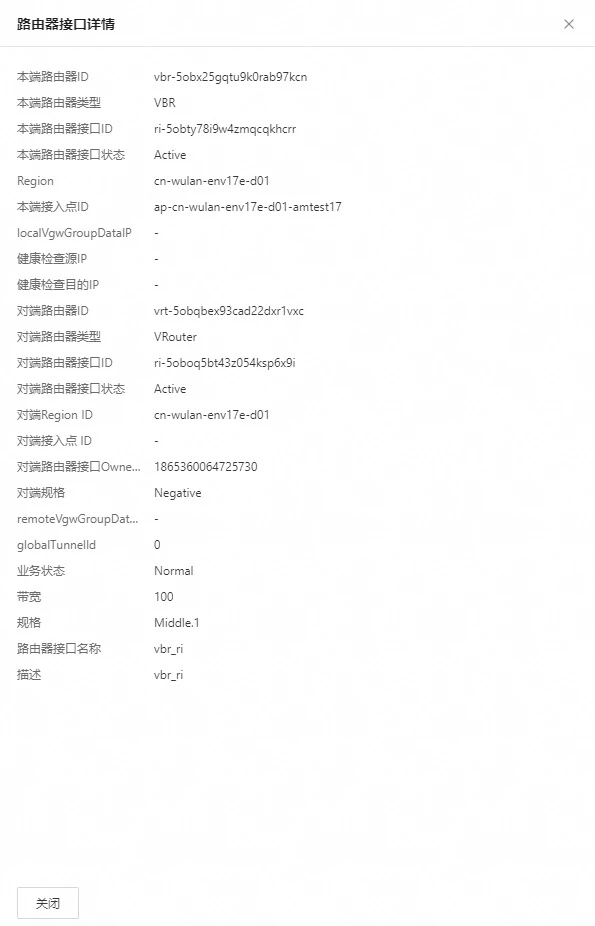 路由器接口详情
本端路由器ID vbr-5obx25gqtu9k0rab97kcn
本端路由器类型 VBR
本端路由器接口ID ri-5obty78i9w4zmqcqkhcrr
本端路由器接口状态 Active
Region cn-wulan-env17e-d01
本端接入点ID ap-cn-wulan-env17e-d01-amtest17
localVgwGroupDataIP -
健康检查源IP -
健康检查目的IP -
对端路由器ID vrt-5obqbex93cad22dxr1vxc
对端路由器类型 VRouter
对端路由器接口ID ri-5oboq5bt43z054ksp6x9i
对端路由器接口状态 Active
对端Region ID cn-wulan-env17e-d01
对端接入点 ID -
对端路由器接口Owne... 1865360064725730
对端规格 Negative
remoteVgwGroupDat... -
globalTunnelId 0
业务状态 Normal
带宽 100
规格 Middle.1
路由器接口名称 vbr_ri
描述 vbr_ri
关闭